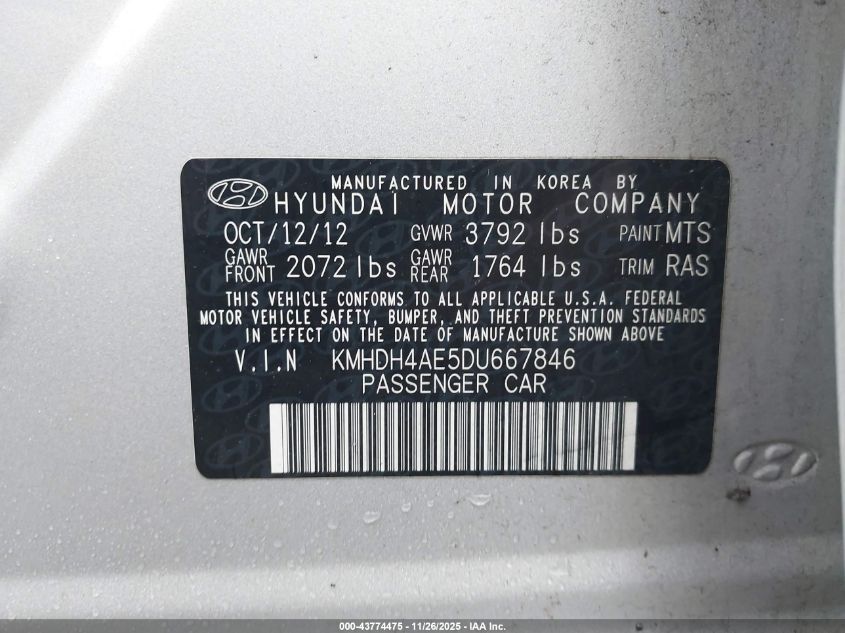 MANUFACTURED IN KOREA BY
HYUNDAI MOTOR COMPANY
OCT/12/12 GVWR 3792 lbs PAINT MTS
GAWR FRONT 2072 lbs GAWR REAR 1764 lbs TRIM RAS
THIS VEHICLE CONFORMS TO ALL APPLICABLE U.S.A. FEDERAL
MOTOR VEHICLE SAFETY, BUMPER, AND THEFT PREVENTION STANDARDS
IN EFFECT ON THE DATE OF MANUFACTURE SHOWN ABOVE
V.I.N KMHDH4AE5DU667846
PASSENGER CAR
000-43774475 - 11/26/2025 - IAA Inc.